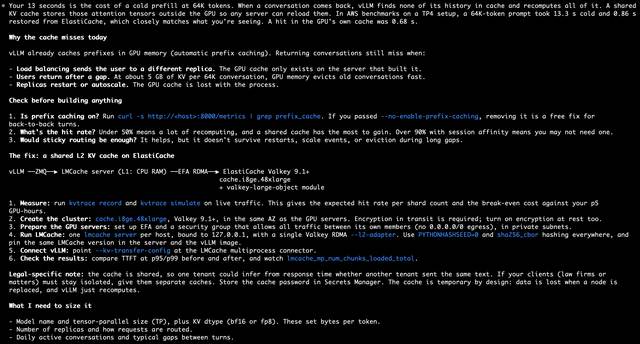 • Your 13 seconds is the cost of a cold prefill at 64K tokens. When a conversation comes back, vLLM finds none of its history in cache and recomputes all of it. A shared
KV cache stores those attention tensors outside the GPU so any server can reload them. In AWS benchmarks on a TP4 setup, a 64K-token prompt took 13.3 s cold and 0.86 s
restored from ElastiCache, which closely matches what you're seeing. A hit in the GPU's own cache was 0.68 s.
Why the cache misses today
vLLM already caches prefixes in GPU memory (automatic prefix caching). Returning conversations still miss when:
- Load balancing sends the user to a different replica. The GPU cache only exists on the server that built it.
- Users return after a gap. At about 5 GB of KV per 64K conversation, GPU memory evicts old conversations fast.
- Replicas restart or autoscale. The GPU cache is lost with the process.
Check before building anything
1. Is prefix caching on? Run curl -s http://<host>:8000/metrics | grep prefix_cache. If you passed --no-enable-prefix-caching, removing it is a free fix for
back-to-back turns.
2. What's the hit rate? Under 50% means a lot of recomputing, and a shared cache has the most to gain. Over 90% with session affinity means you may not need one.
3. Would sticky routing be enough? It helps, but it doesn't survive restarts, scale events, or eviction during long gaps.
The fix: a shared L2 KV cache on ElastiCache
vLLM —ZMQ—► LMCache server (L1: CPU RAM) —EFA RDMA—► ElastiCache Valkey 9.1+
cache.i8ge.48xlarge
+ valkey-large-object module
1. Measure: run kvtrace record and kvtrace simulate on live traffic. This gives the expected hit rate per shard count and the break-even cost against your p5
GPU-hours.
2. Create the cluster: cache.i8ge.48xlarge, Valkey 9.1+, in the same AZ as the GPU servers. Encryption in transit is required; turn on encryption at rest too.
3. Prepare the GPU servers: set up EFA and a security group that allows all traffic between its own members (no 0.0.0.0/0 egress), in private subnets.
4. Run LMCache: one lmcache server per host, bound to 127.0.0.1, with a single Valkey RDMA --l2-adapter. Use PYTHONHASHSEED=0 and sha256_cbor hashing everywhere, and
pin the same LMCache version in the server and the vLLM image.
5. Connect vLLM: point --kv-transfer-config at the LMCache multiprocess connector.
6. Check the results: compare TTFT at p95/p99 before and after, and watch lmcache_mp_num_chunks_loaded_total.
Legal-specific note: the cache is shared, so one tenant could infer from response time whether another tenant sent the same text. If your clients (law firms or
matters) must stay isolated, give them separate caches. Store the cache password in Secrets Manager. The cache is temporary by design: data is lost when a node is
replaced, and vLLM just recomputes.
What I need to size it
- Model name and tensor-parallel size (TP), plus KV dtype (bf16 or fp8). These set bytes per token.
- Number of replicas and how requests are routed.
- Daily active conversations and typical gaps between turns.